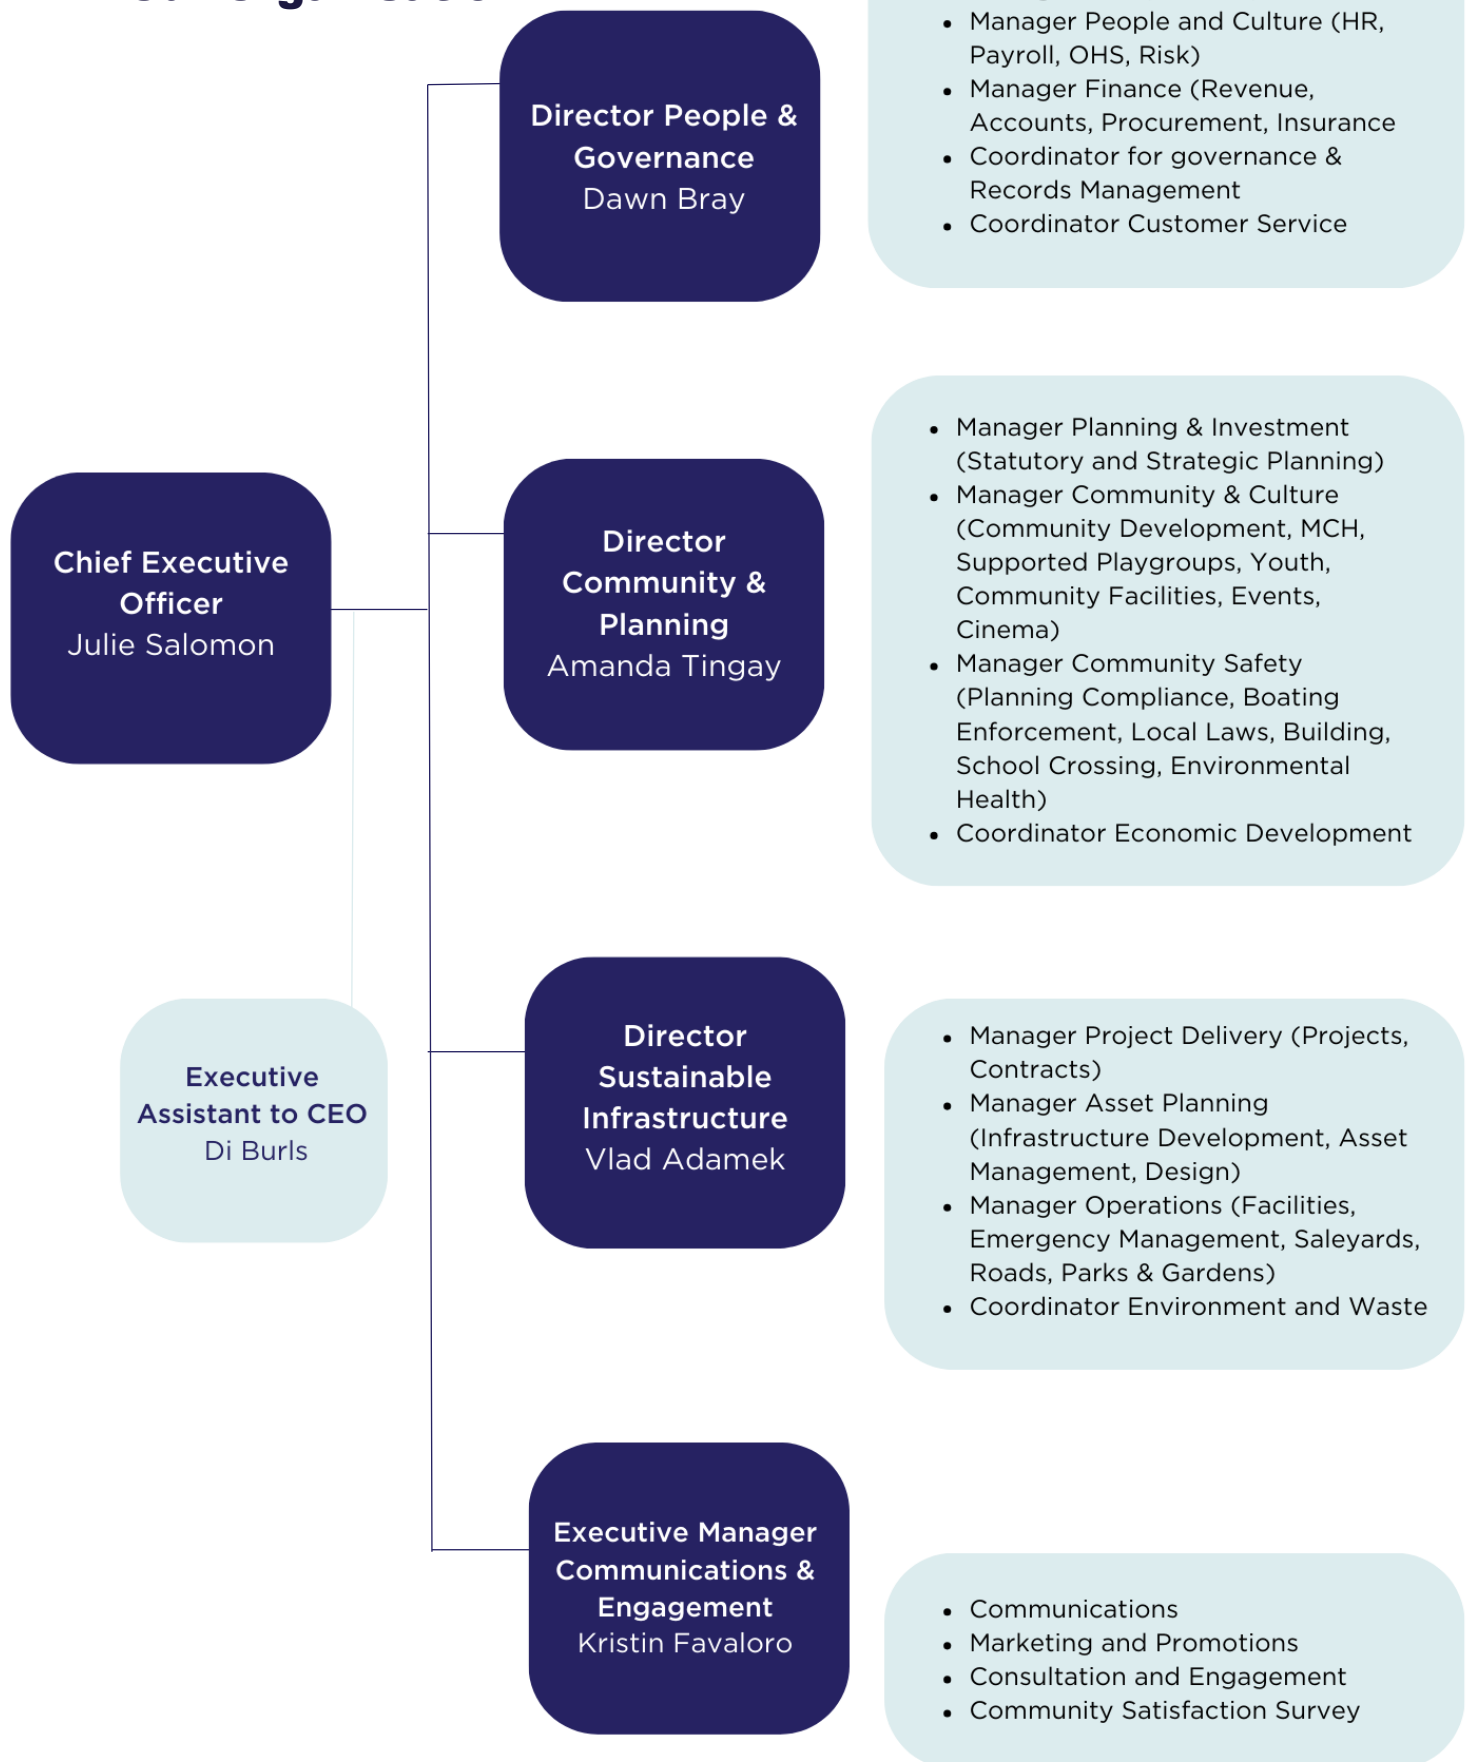 Director People &
Governance
Dawn Bray
• Manager People and Culture (HR,
Payroll, OHS, Risk)
• Manager Finance (Revenue,
Accounts, Procurement, Insurance
• Coordinator for governance &
Records Management
• Coordinator Customer Service
Chief Executive
Officer
Julie Salomon
Director
Community &
Planning
Amanda Tingay
• Manager Planning & Investment
(Statutory and Strategic Planning)
• Manager Community & Culture
(Community Development, MCH,
Supported Playgroups, Youth,
Community Facilities, Events,
Cinema)
• Manager Community Safety
(Planning Compliance, Boating
Enforcement, Local Laws, Building,
School Crossing, Environmental
Health)
• Coordinator Economic Development
Executive
Assistant to CEO
Di Burls
Director
Sustainable
Infrastructure
Vlad Adamek
• Manager Project Delivery (Projects,
Contracts)
• Manager Asset Planning
(Infrastructure Development, Asset
Management, Design)
• Manager Operations (Facilities,
Emergency Management, Saleyards,
Roads, Parks & Gardens)
• Coordinator Environment and Waste
Executive Manager
Communications &
Engagement
Kristin Favaloro
• Communications
• Marketing and Promotions
• Consultation and Engagement
• Community Satisfaction Survey